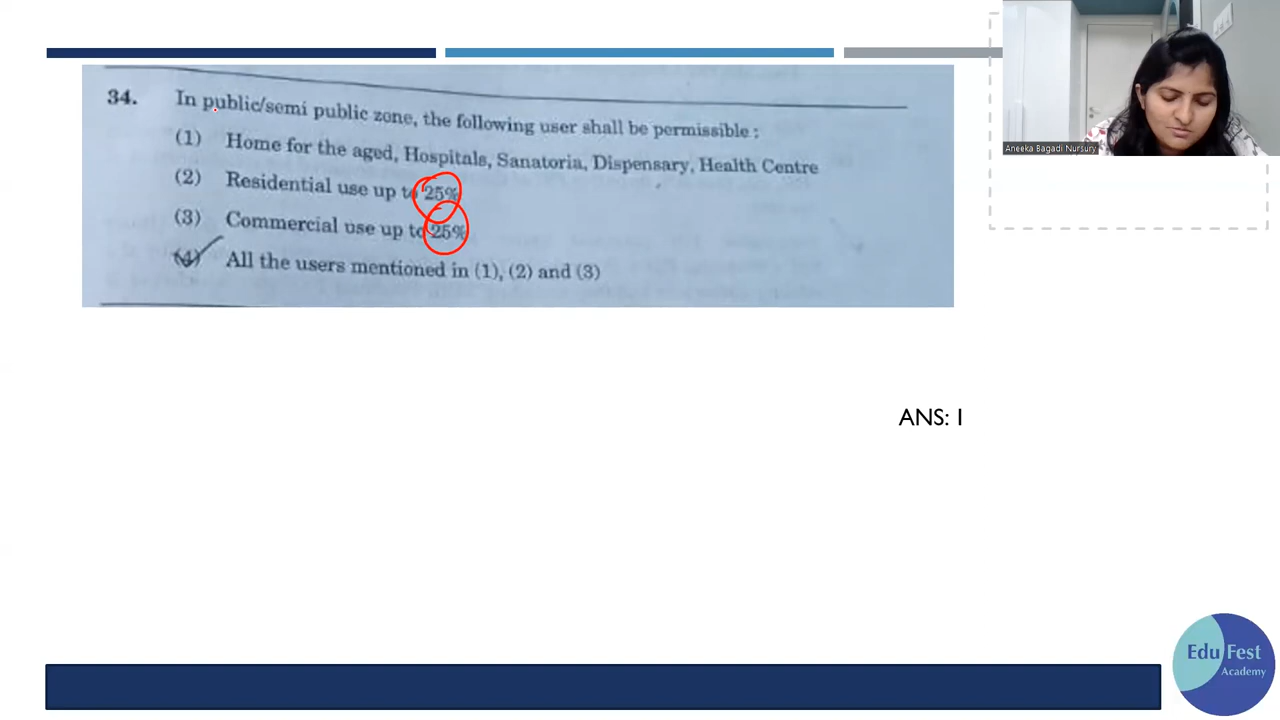 34. In public/semi public zone, the following user shall be permissible :
(1) Home for the aged, Hospitals, Sanatoria, Dispensary, Health Centre
(2) Residential use up to 25%
(3) Commercial use up to 25%
(4) All the users mentioned in (1), (2) and (3)
ANS: 1
Aneeka Bagadi Nursury
Edu Fest
Academy